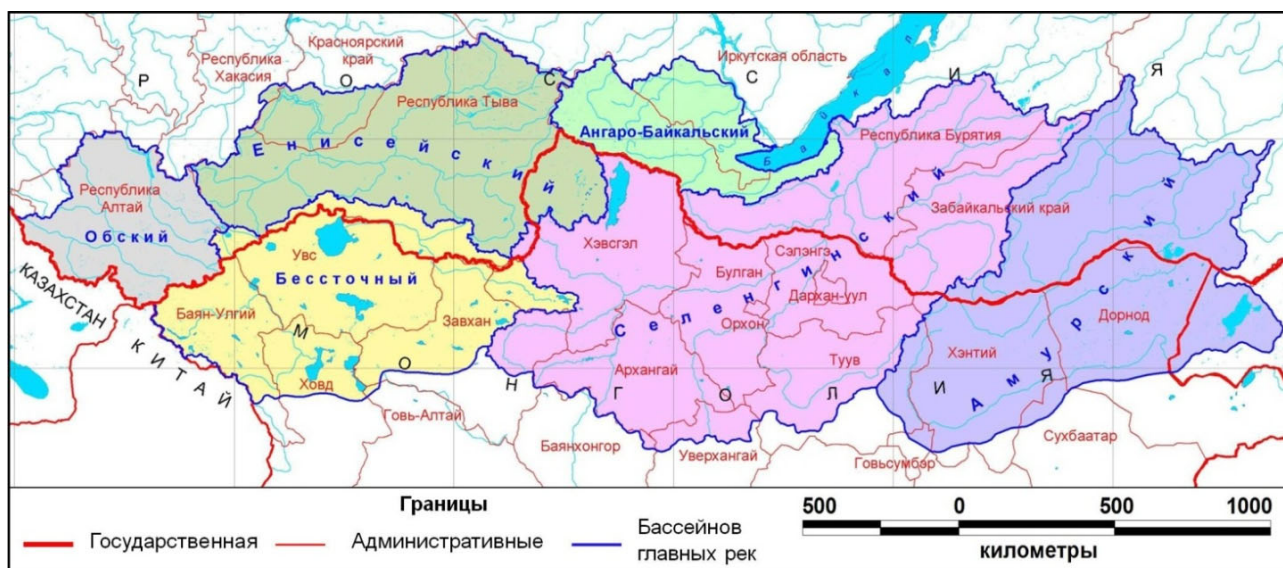 Красноярский
край
Республика
Хакасия
Иркутская область
Р О С С И Я
Республика Тыва
Ангаро-Байкальский
Байкал
Республика Бурятия
Енисейский
Республика
Алтай
Обский
Забайкальский край
Хэвсгэл
Сэлэнгэ
Увс
Бессточный
Булган
Дархан-уул
КАЗАХСТАН
Баян-Улгий
Завхан
Селенгинский
Орхон
Дорнод
КИТАЙ
МОНГОЛИЯ
Хэнтий
Амурский
Архангай
Туув
Ховд
Говь-Алтай
Баянхонгор
Уверхангай
Говьсумбэр
Сухбаатар
Границы
Государственная
Административные
Бассейнов
главных рек
500 0 500 1000
километры